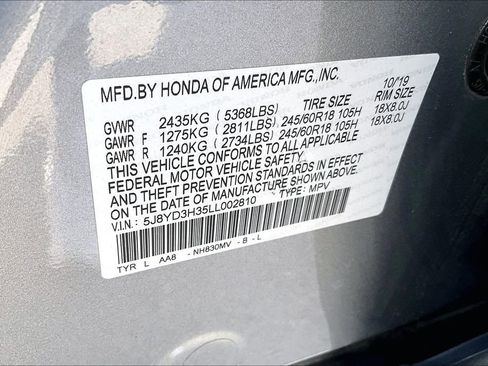 MFD.BY HONDA OF AMERICA MFG.,INC. 10/19
GVWR 2435KG ( 5368LBS) TIRE SIZE RIM SIZE
GAWR F 1275KG ( 2811LBS) 245/60R18 105H 18X8.0J
GAWR R 1240KG ( 2734LBS) 245/60R18 105H 18X8.0J
THIS VEHICLE CONFORMS TO ALL APPLICABLE
FEDERAL MOTOR VEHICLE SAFETY,
AND THEFT PREVENTION STANDARDS IN EFFECT
ON THE DATE OF MANUFACTURE SHOWN ABOVE.
V.I.N.: 5J8YD3H35LL002810 TYPE: MPV
TYR L AA8 - NH830MV - B - L